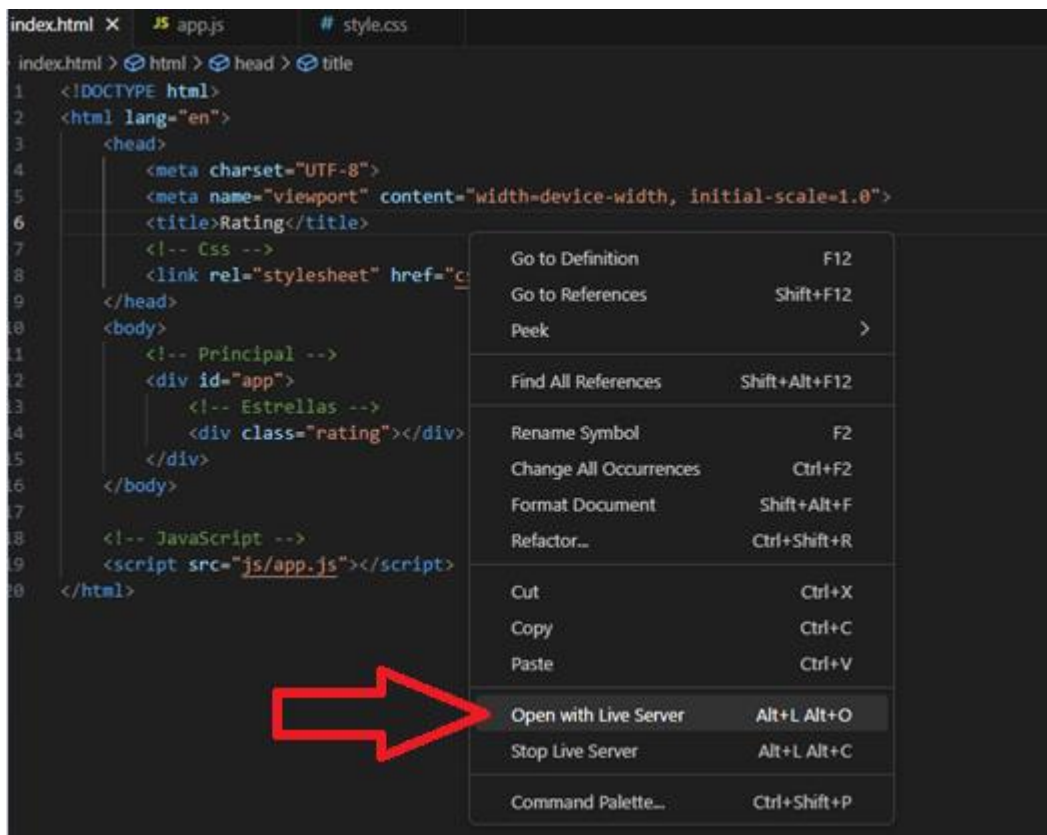 index.html × JS app.js # style.css
index.html > html > head > title
1 <!DOCTYPE html>
2 <html lang="en">
3 <head>
4 <meta charset="UTF-8">
5 <meta name="viewport" content="width=device-width, initial-scale=1.0">
6 <title>Rating</title>
7 <!-- Css -->
8 <link rel="stylesheet" href="c
9 </head>
10 <body>
11 <!-- Principal -->
12 <div id="app">
13 <!-- Estrellas -->
14 <div class="rating"></div>
15 </div>
16 </body>
17
18 <!-- JavaScript -->
19 <script src="js/app.js"></script>
20 </html>
Go to Definition F12
Go to References Shift+F12
Peek >
Find All References Shift+Alt+F12
Rename Symbol F2
Change All Occurrences Ctrl+F2
Format Document Shift+Alt+F
Refactor... Ctrl+Shift+R
Cut Ctrl+X
Copy Ctrl+C
Paste Ctrl+V
Open with Live Server Alt+L Alt+O
Stop Live Server Alt+L Alt+C
Command Palette... Ctrl+Shift+P